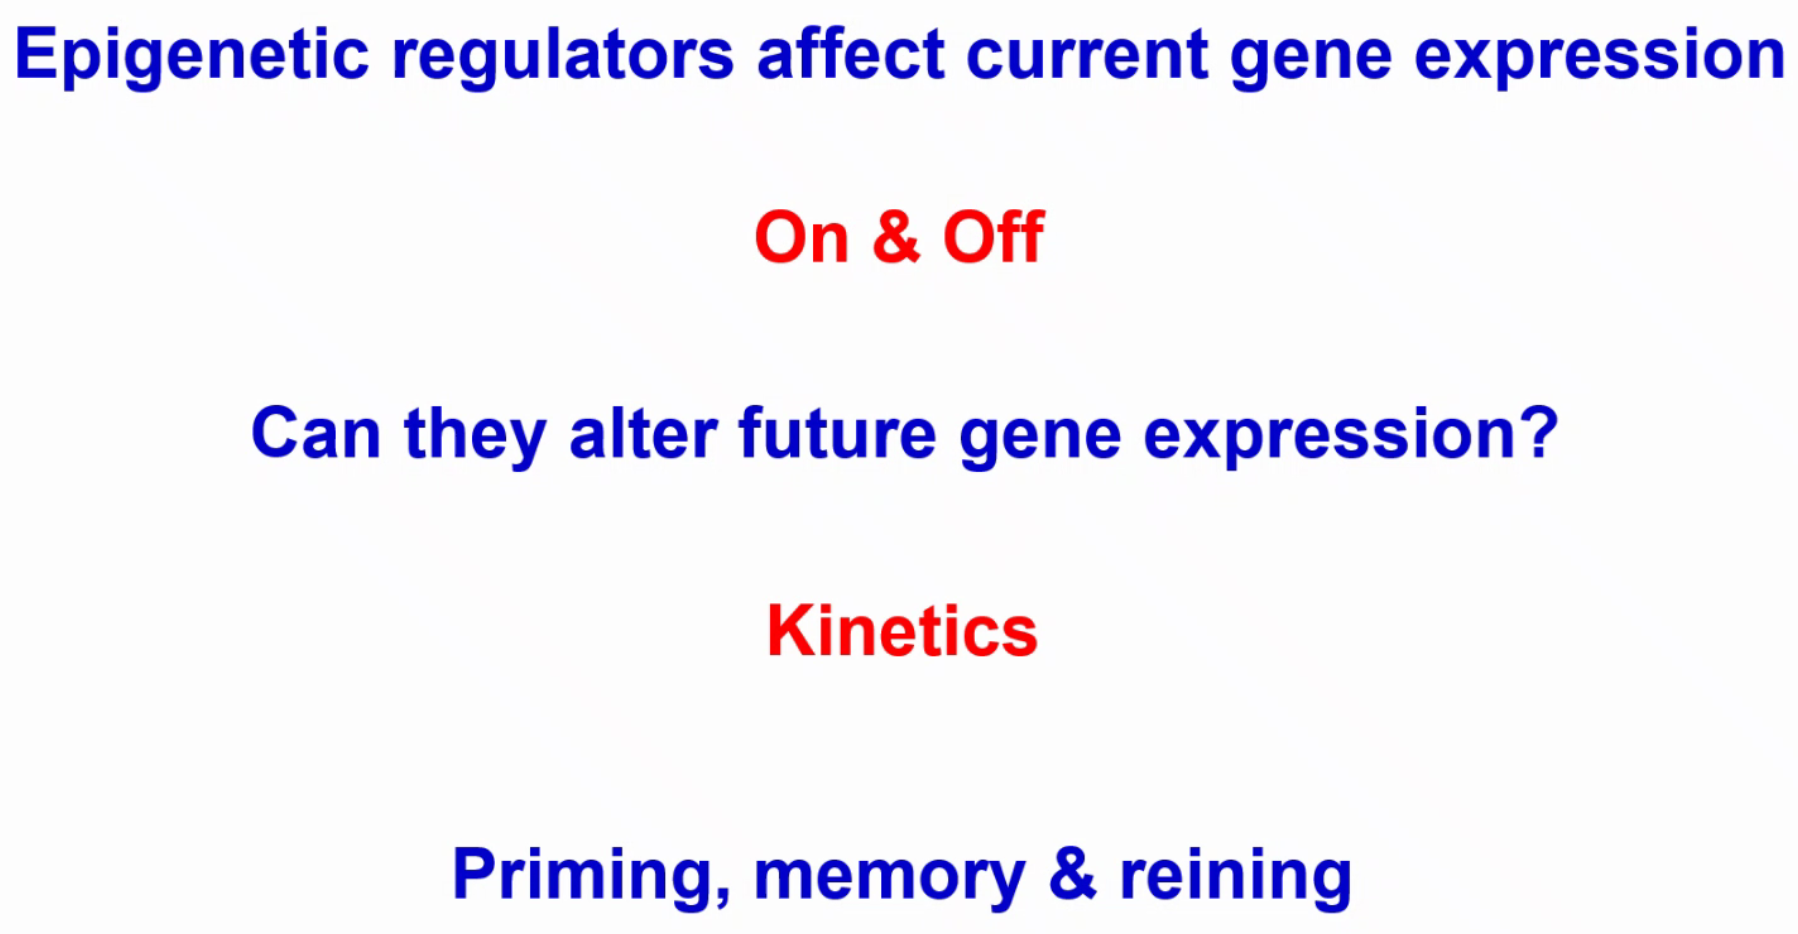 Epigenetic regulators affect current gene expression
On & Off
Can they alter future gene expression?
Kinetics
Priming, memory & reining